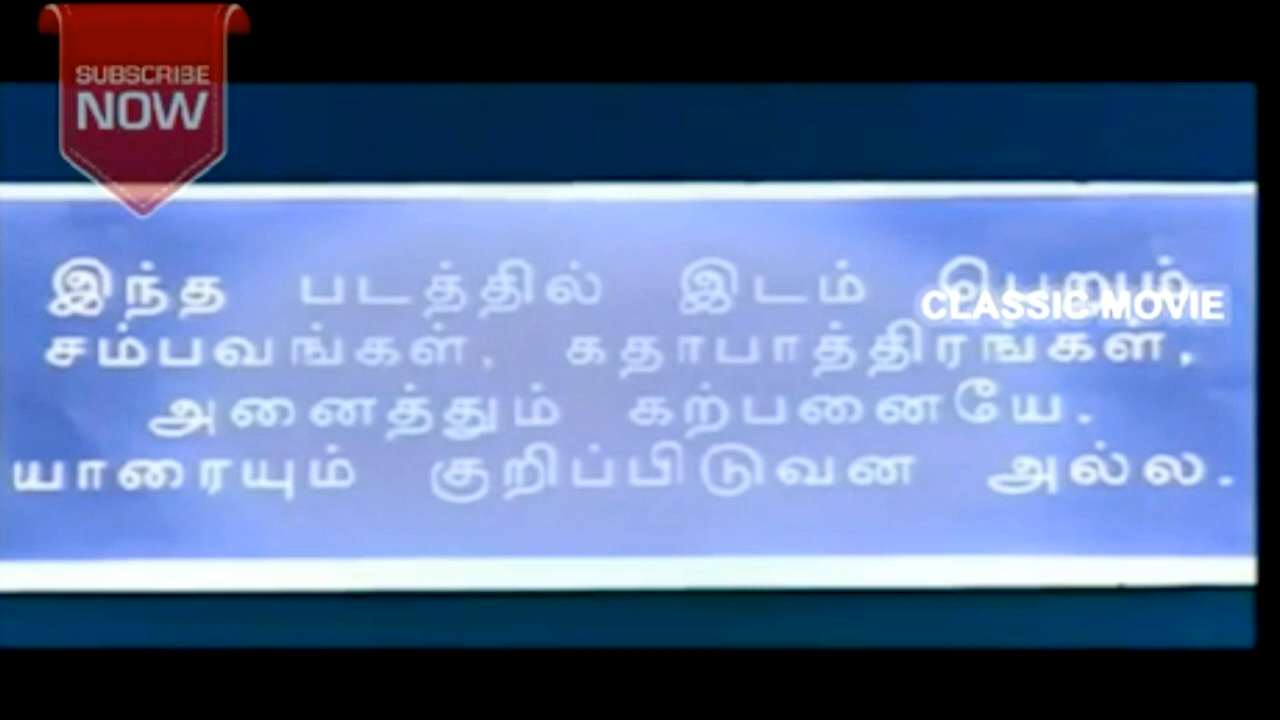 SUBSCRIBE
NOW
இந்த படத்தில் இடம் பெறும்
CLASSIC MOVIE
சம்பவங்கள், கதாபாத்திரங்கள்,
அனைத்தும் கற்பனையே.
யாரையும் குறிப்பிடுவன அல்ல.